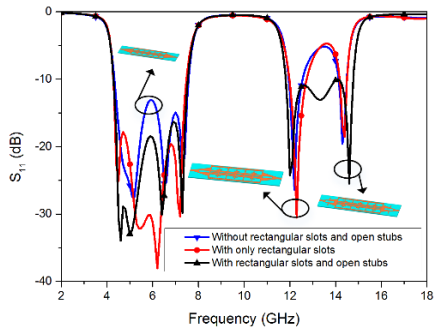 0
-10
-20
-30
-40
S11 (dB)
2 4 6 8 10 12 14 16 18
Frequency (GHz)
Without rectangular slots and open stubs
With only rectangular slots
With rectangular slots and open stubs